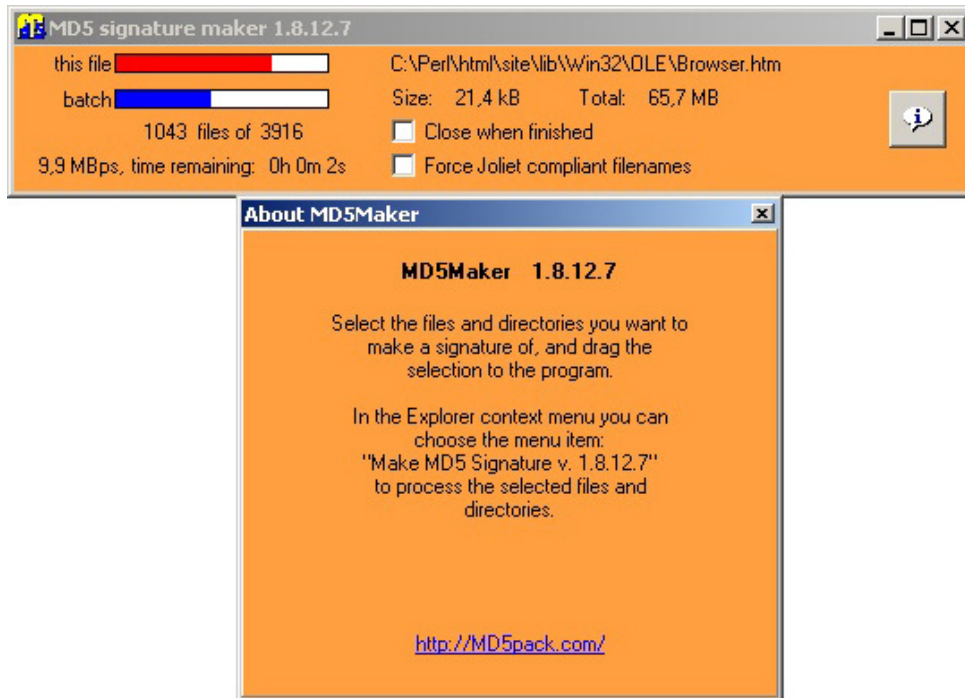 MD5 signature maker 1.8.12.7
this file
C:\Perl\html\site\lib\Win32\OLE\Browser.htm
batch
Size: 21,4 kB Total: 65,7 MB
1043 files of 3916
Close when finished
9,9 MBps, time remaining: 0h 0m 2s
Force Joliet compliant filenames
About MD5Maker
MD5Maker 1.8.12.7
Select the files and directories you want to
make a signature of, and drag the
selection to the program.
In the Explorer context menu you can
choose the menu item:
"Make MD5 Signature v. 1.8.12.7"
to process the selected files and
directories.
http://MD5pack.com/